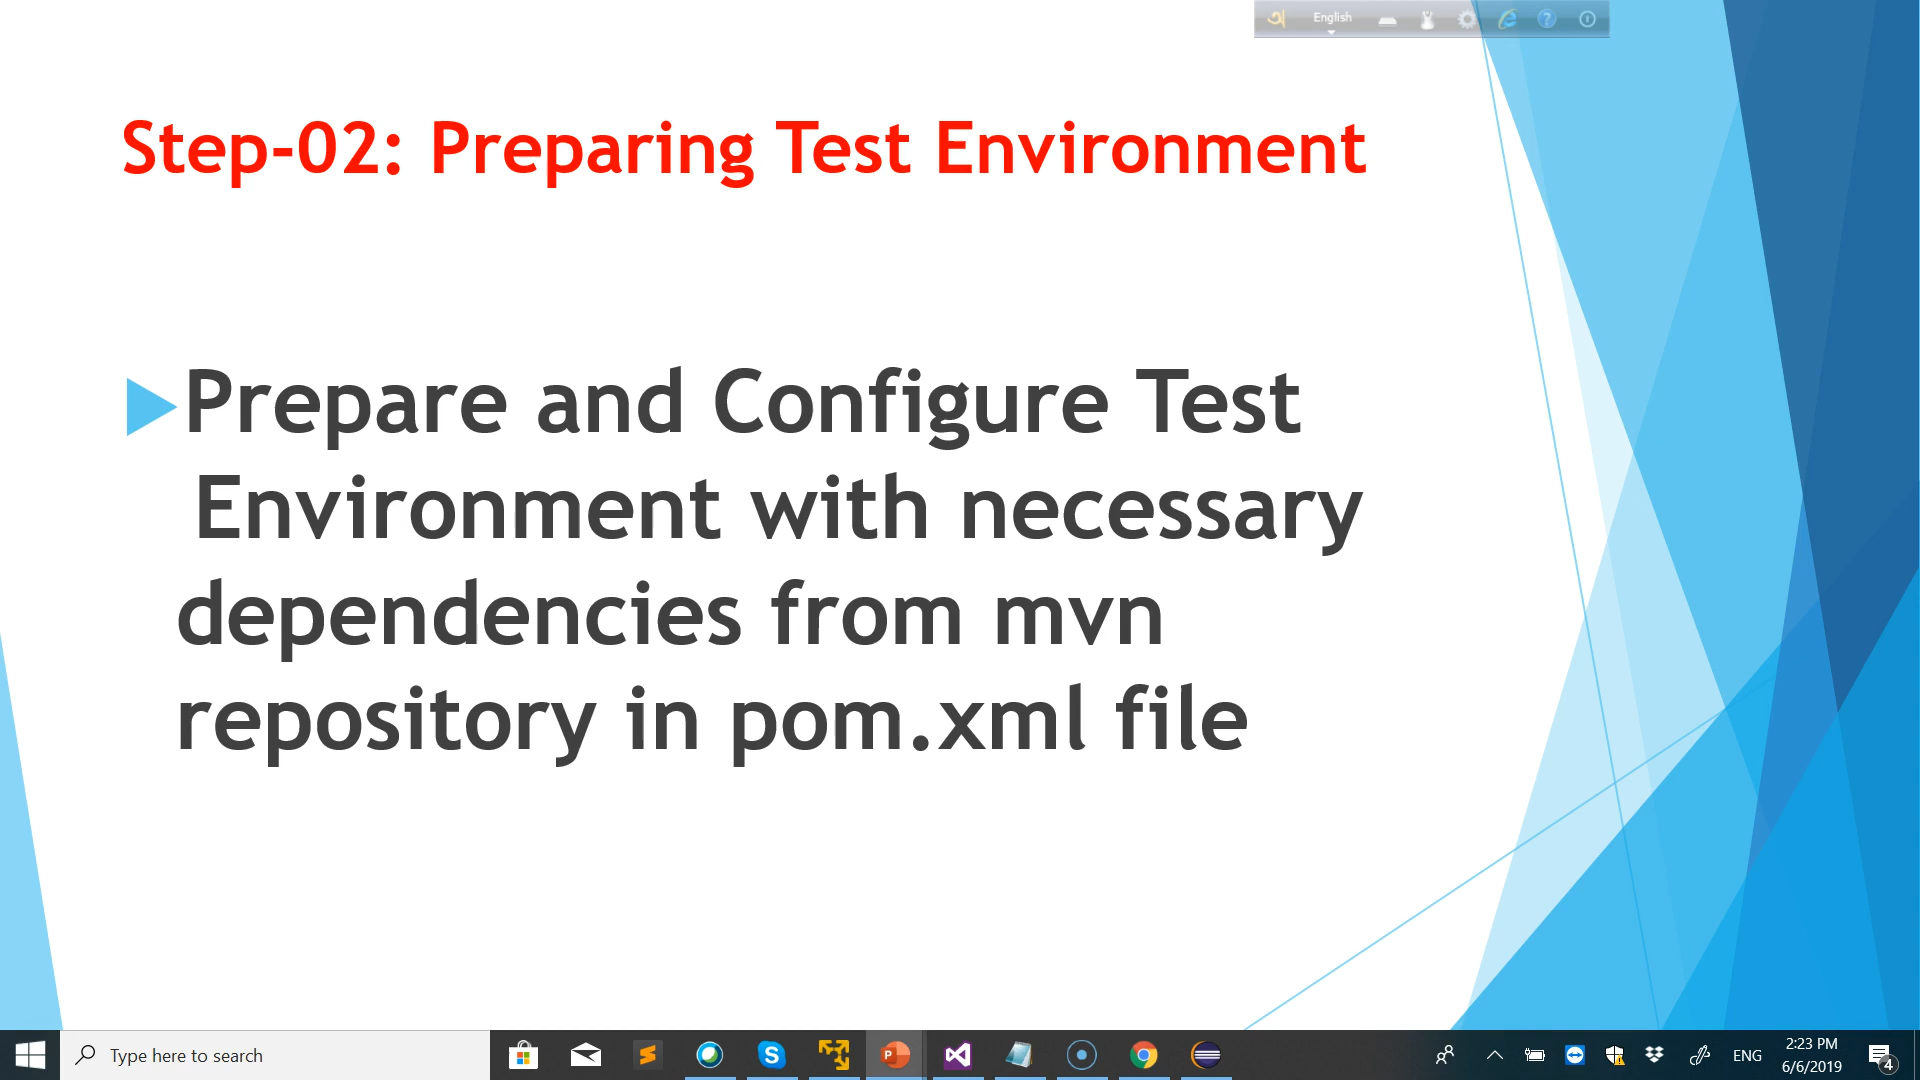 English
Step-02: Preparing Test Environment
Prepare and Configure Test
Environment with necessary
dependencies from mvn
repository in pom.xml file
Type here to search
ENG
2:23 PM
6/6/2019
4